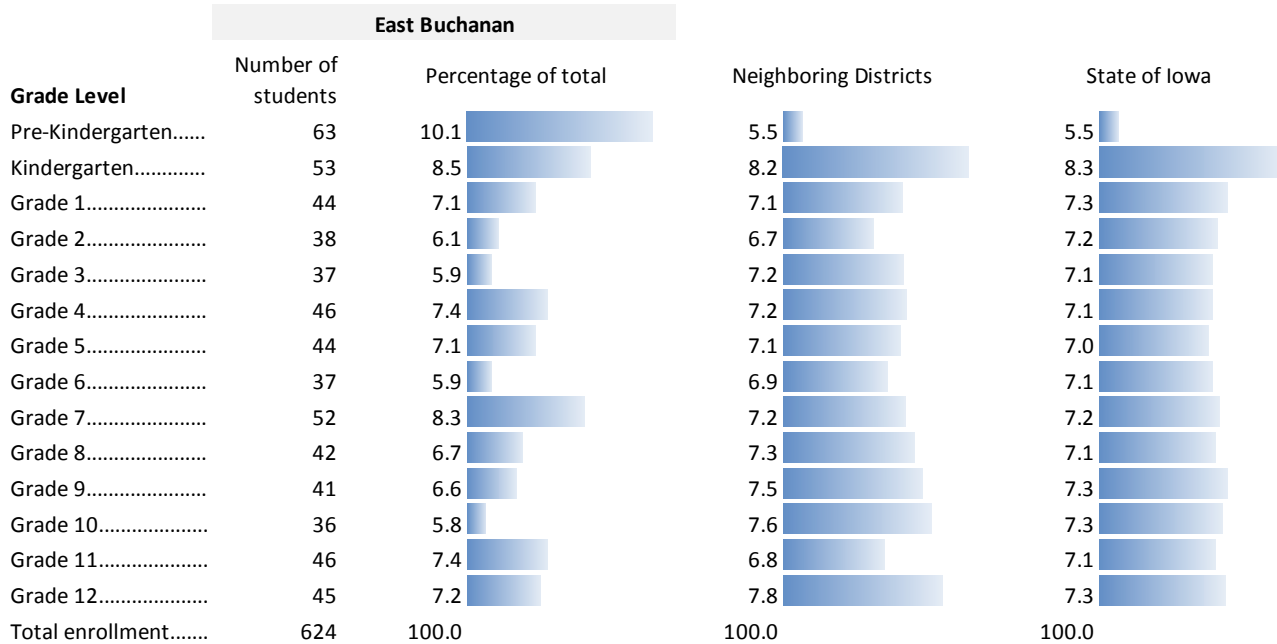 East Buchanan
Number of students Percentage of total Neighboring Districts State of Iowa
Grade Level
Pre-Kindergarten...... 63 10.1 5.5 5.5
Kindergarten............. 53 8.5 8.2 8.3
Grade 1...................... 44 7.1 7.1 7.3
Grade 2...................... 38 6.1 6.7 7.2
Grade 3...................... 37 5.9 7.2 7.1
Grade 4...................... 46 7.4 7.2 7.1
Grade 5...................... 44 7.1 7.1 7.0
Grade 6...................... 37 5.9 6.9 7.1
Grade 7...................... 52 8.3 7.2 7.2
Grade 8...................... 42 6.7 7.3 7.1
Grade 9...................... 41 6.6 7.5 7.3
Grade 10.................... 36 5.8 7.6 7.3
Grade 11.................... 46 7.4 6.8 7.1
Grade 12.................... 45 7.2 7.8 7.3
Total enrollment....... 624 100.0 100.0 100.0